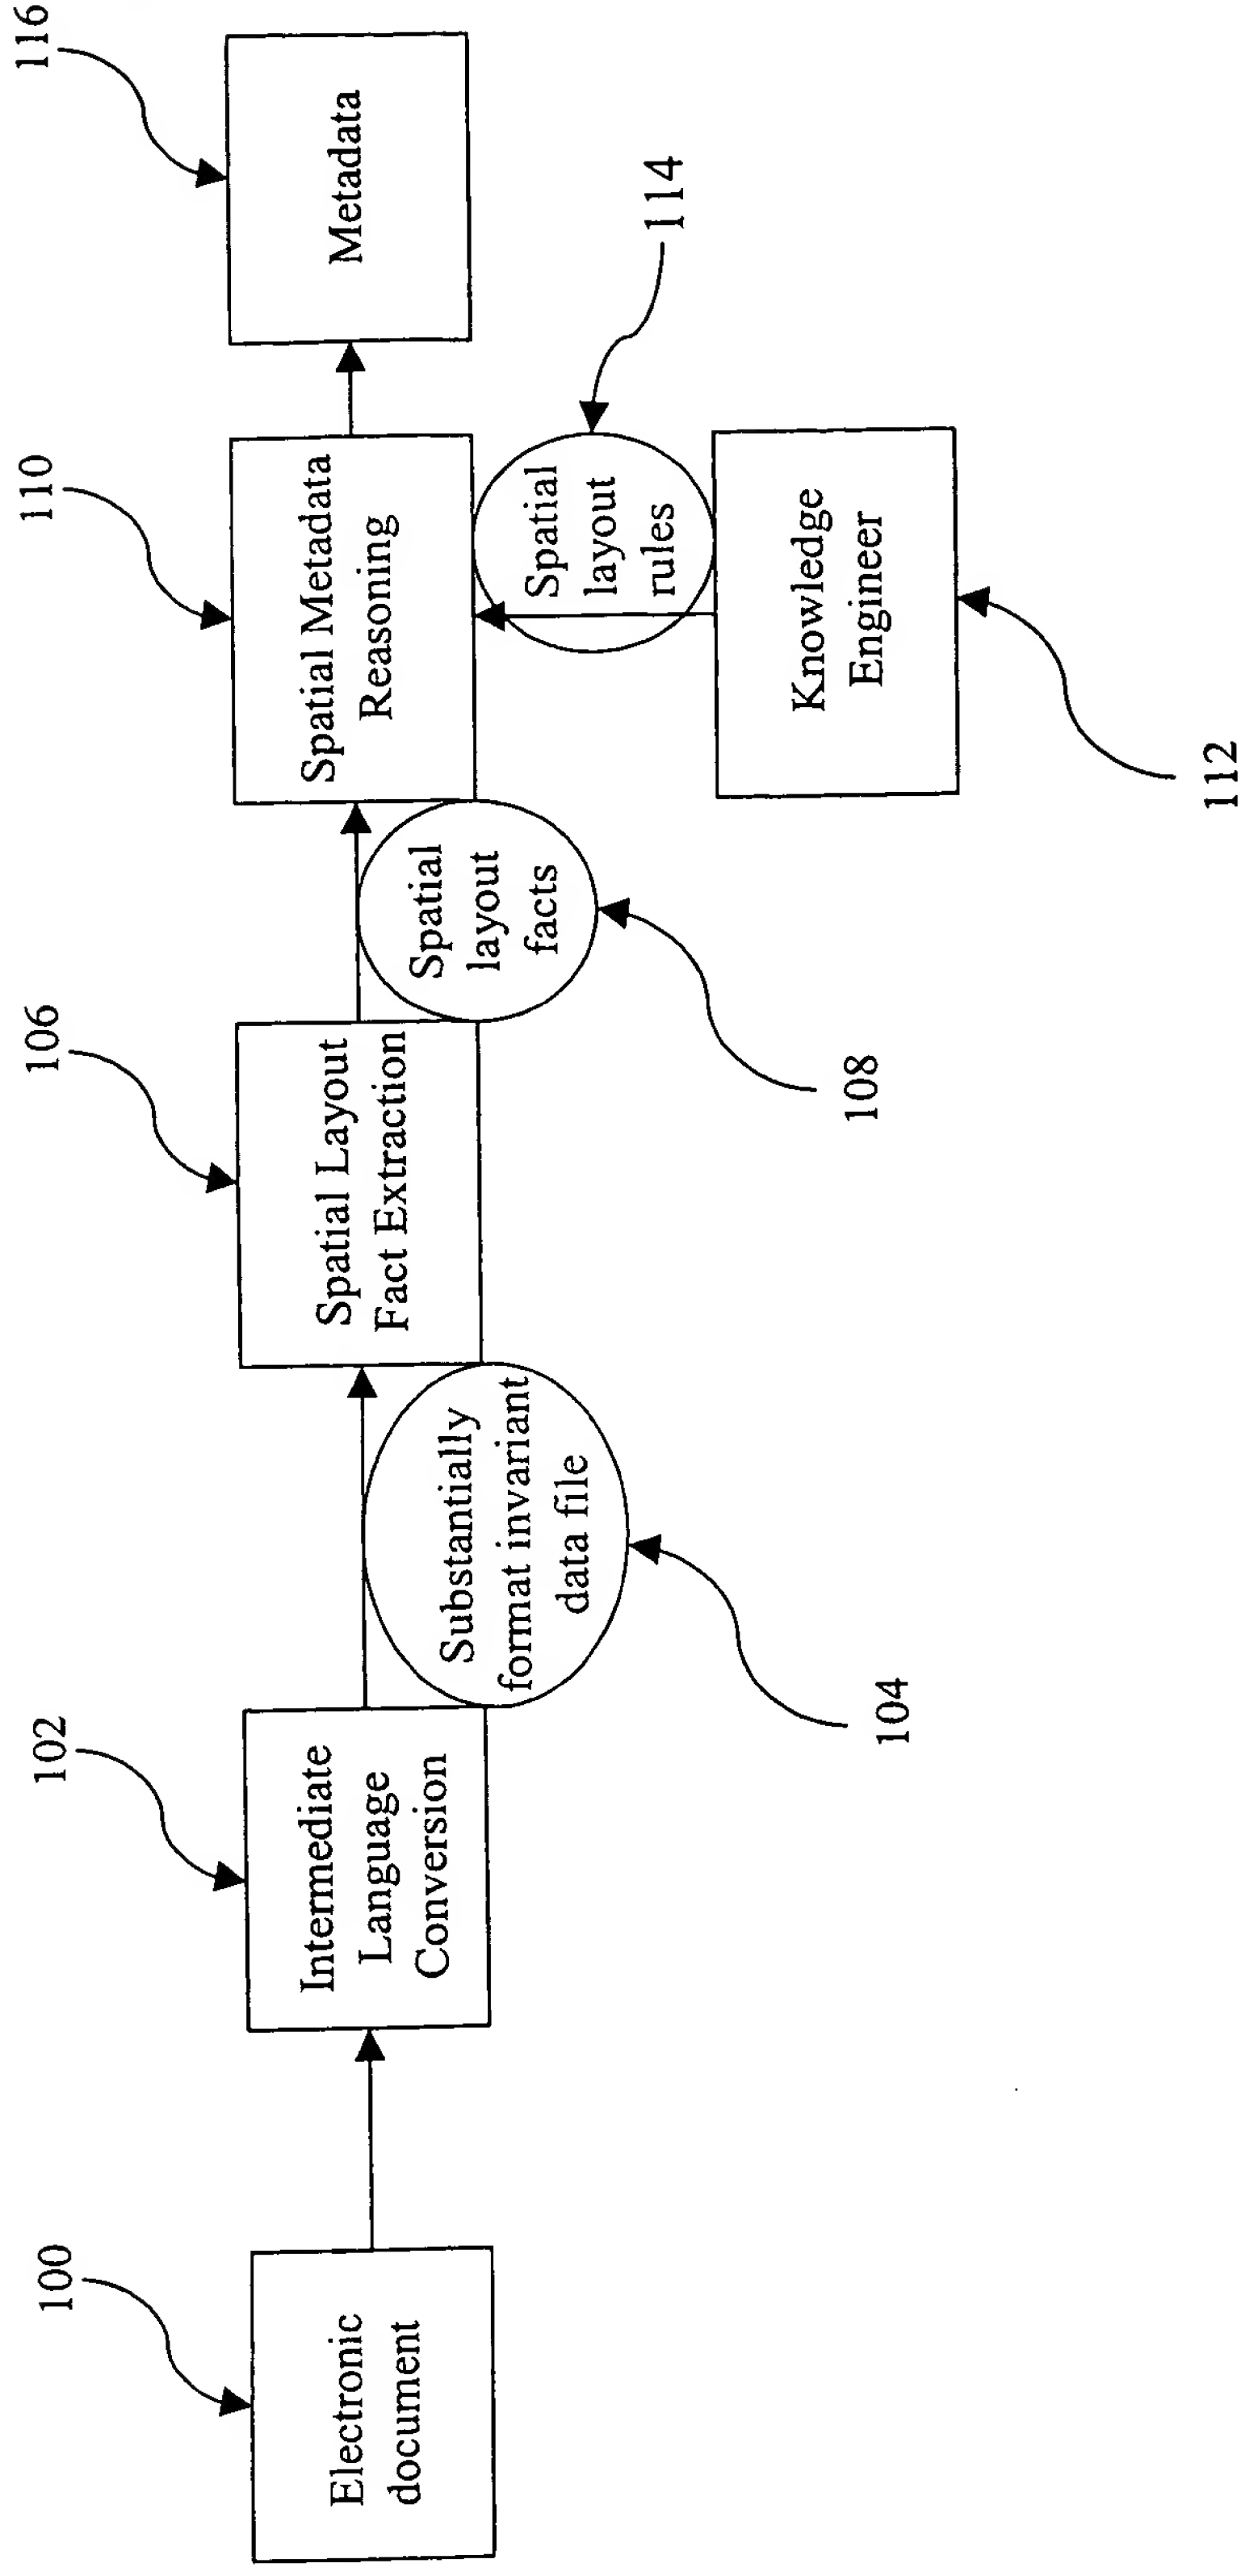 100
Electronic
document
102
Intermediate
Language
Conversion
104
Substantially
format invariant
data file
106
Spatial Layout
Fact Extraction
108
Spatial
layout
facts
110
Spatial Metadata
Reasoning
112
Knowledge
Engineer
114
Spatial
layout
rules
116
Metadata